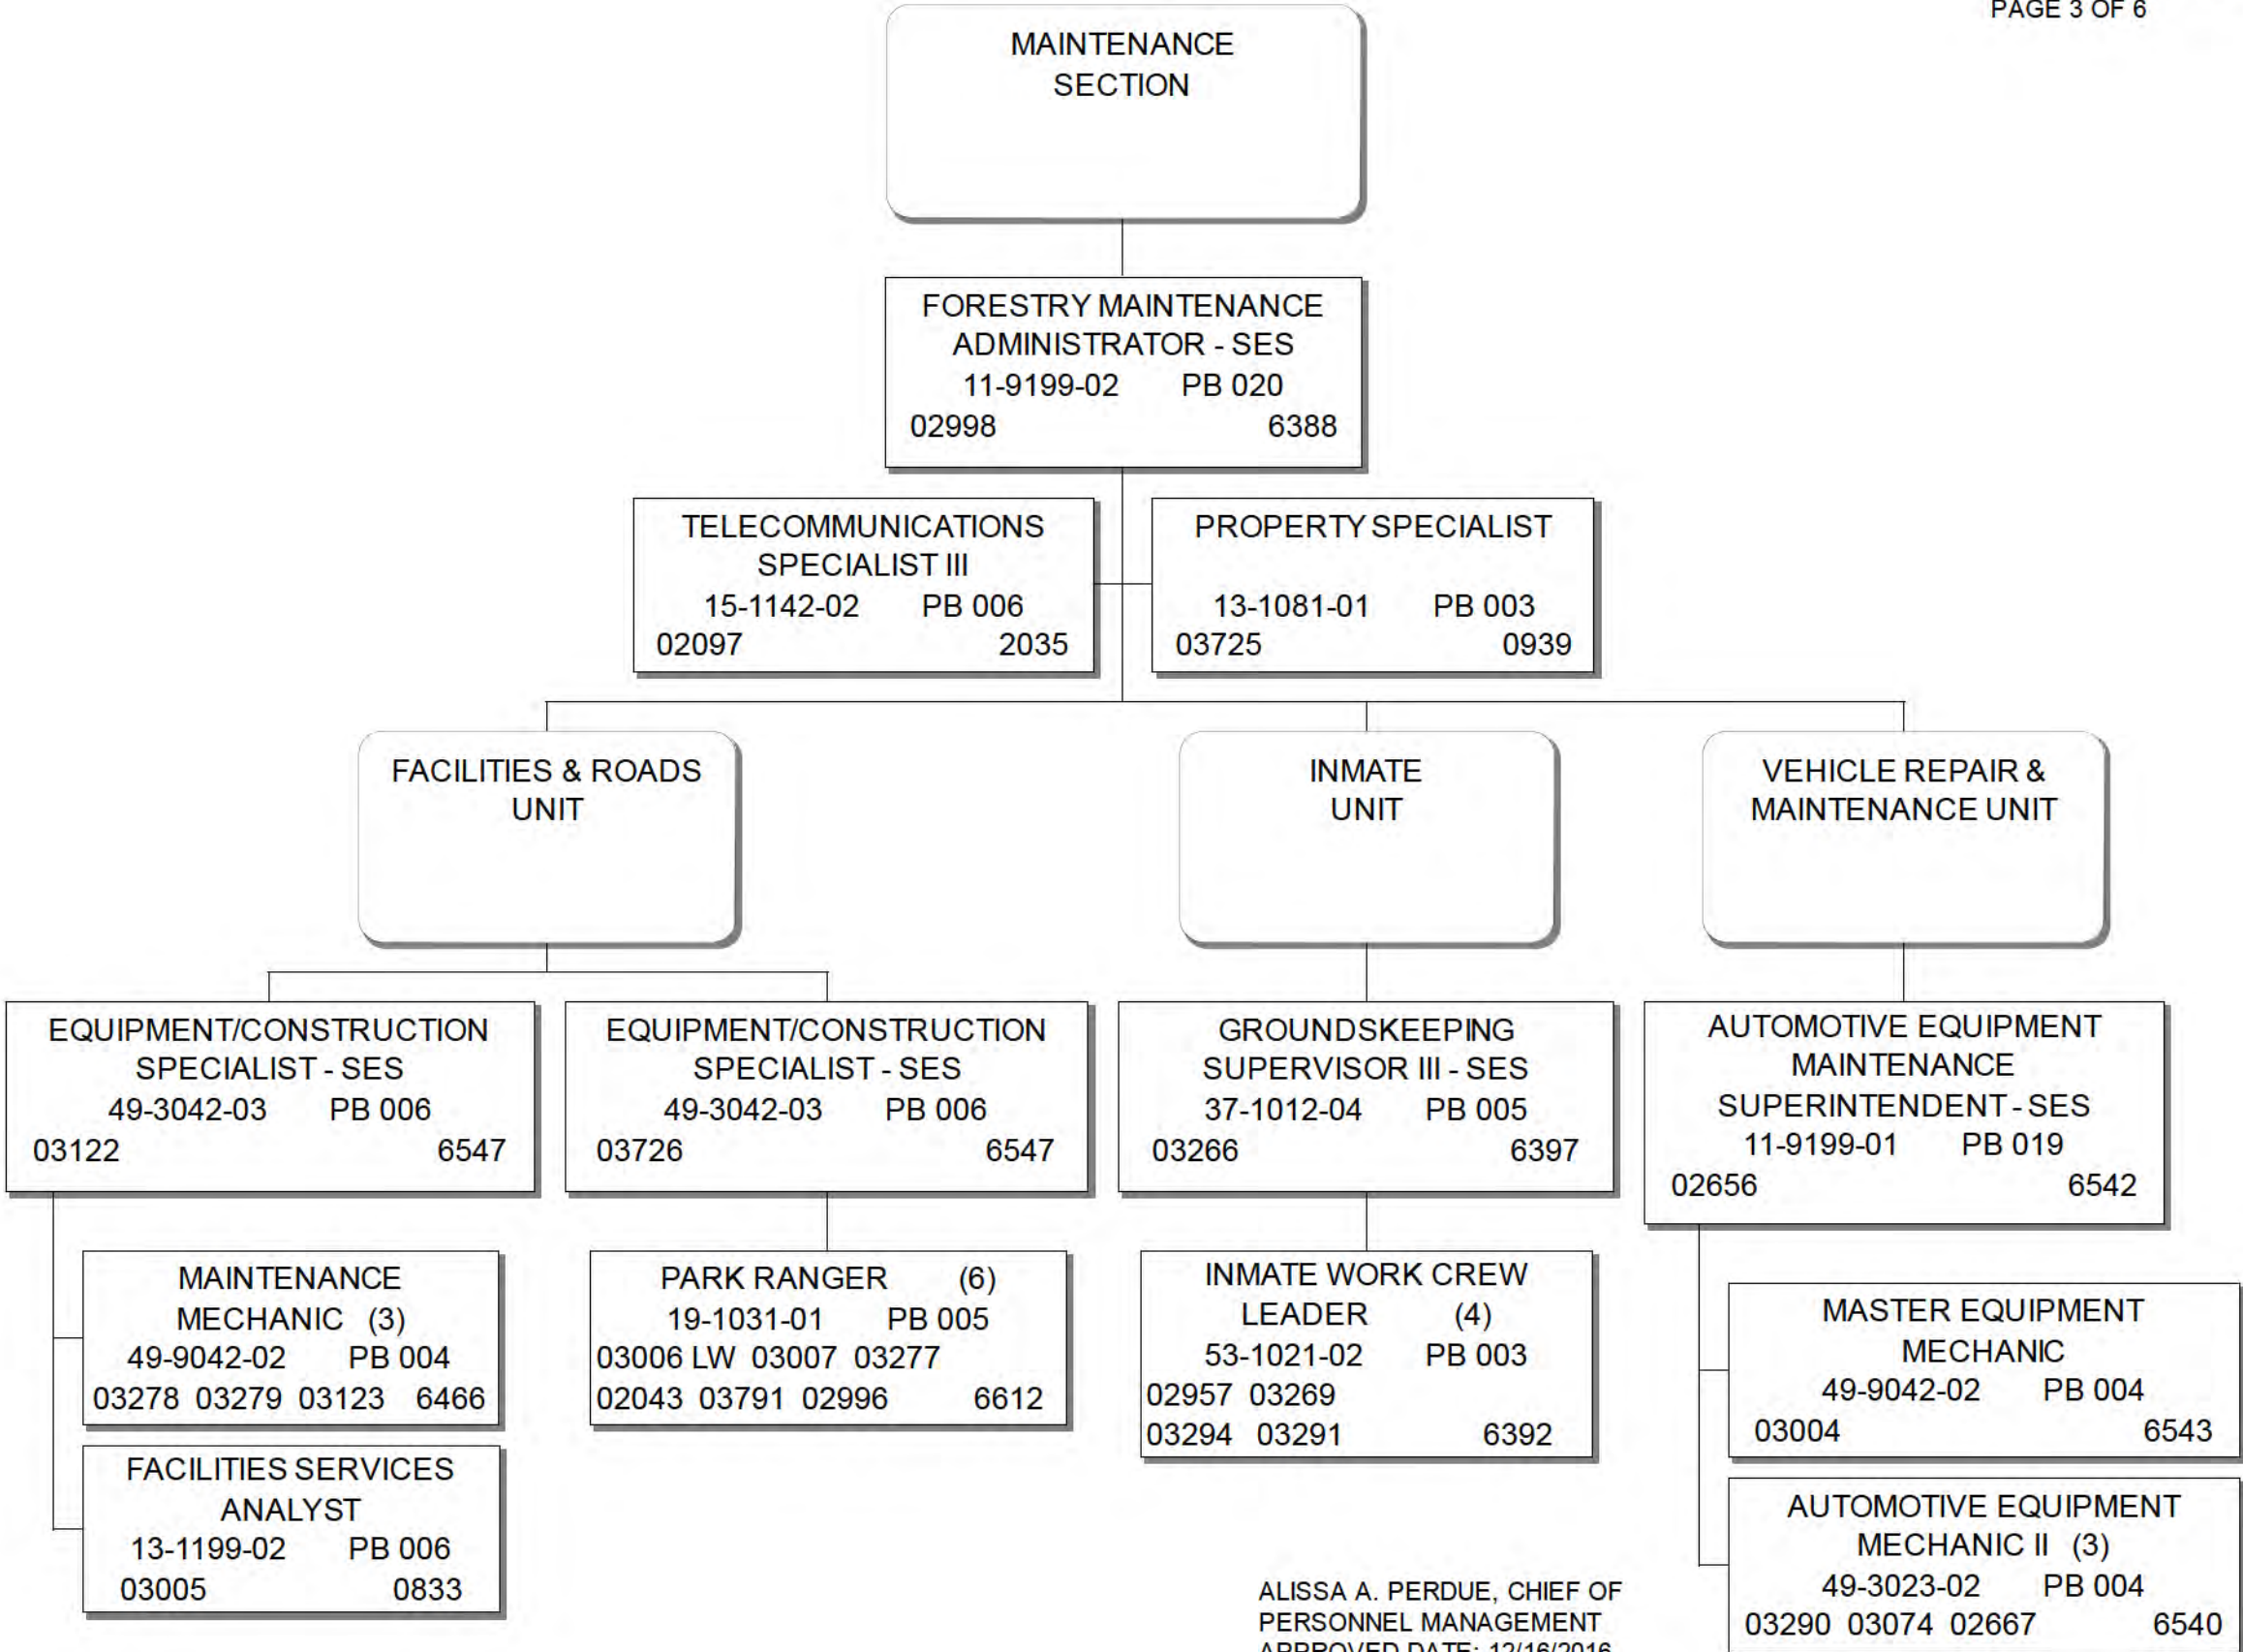 PAGE 3 OF 6
MAINTENANCE
SECTION
FORESTRY MAINTENANCE
ADMINISTRATOR - SES
11-9199-02 PB 020
02998 6388
TELECOMMUNICATIONS
SPECIALIST III
15-1142-02 PB 006
02097 2035
PROPERTY SPECIALIST
13-1081-01 PB 003
03725 0939
FACILITIES & ROADS
UNIT
INMATE
UNIT
VEHICLE REPAIR &
MAINTENANCE UNIT
EQUIPMENT/CONSTRUCTION
SPECIALIST - SES
49-3042-03 PB 006
03122 6547
EQUIPMENT/CONSTRUCTION
SPECIALIST - SES
49-3042-03 PB 006
03726 6547
GROUNDSKEEPING
SUPERVISOR III - SES
37-1012-04 PB 005
03266 6397
AUTOMOTIVE EQUIPMENT
MAINTENANCE
SUPERINTENDENT - SES
11-9199-01 PB 019
02656 6542
MAINTENANCE
MECHANIC (3)
49-9042-02 PB 004
03278 03279 03123 6466
FACILITIES SERVICES
ANALYST
13-1199-02 PB 006
03005 0833
PARK RANGER (6)
19-1031-01 PB 005
03006 LW 03007 03277
02043 03791 02996 6612
INMATE WORK CREW
LEADER (4)
53-1021-02 PB 003
02957 03269
03294 03291 6392
MASTER EQUIPMENT
MECHANIC
49-9042-02 PB 004
03004 6543
AUTOMOTIVE EQUIPMENT
MECHANIC II (3)
49-3023-02 PB 004
03290 03074 02667 6540
ALISSA A. PERDUE, CHIEF OF
PERSONNEL MANAGEMENT
APPROVED DATE: 12/16/2016